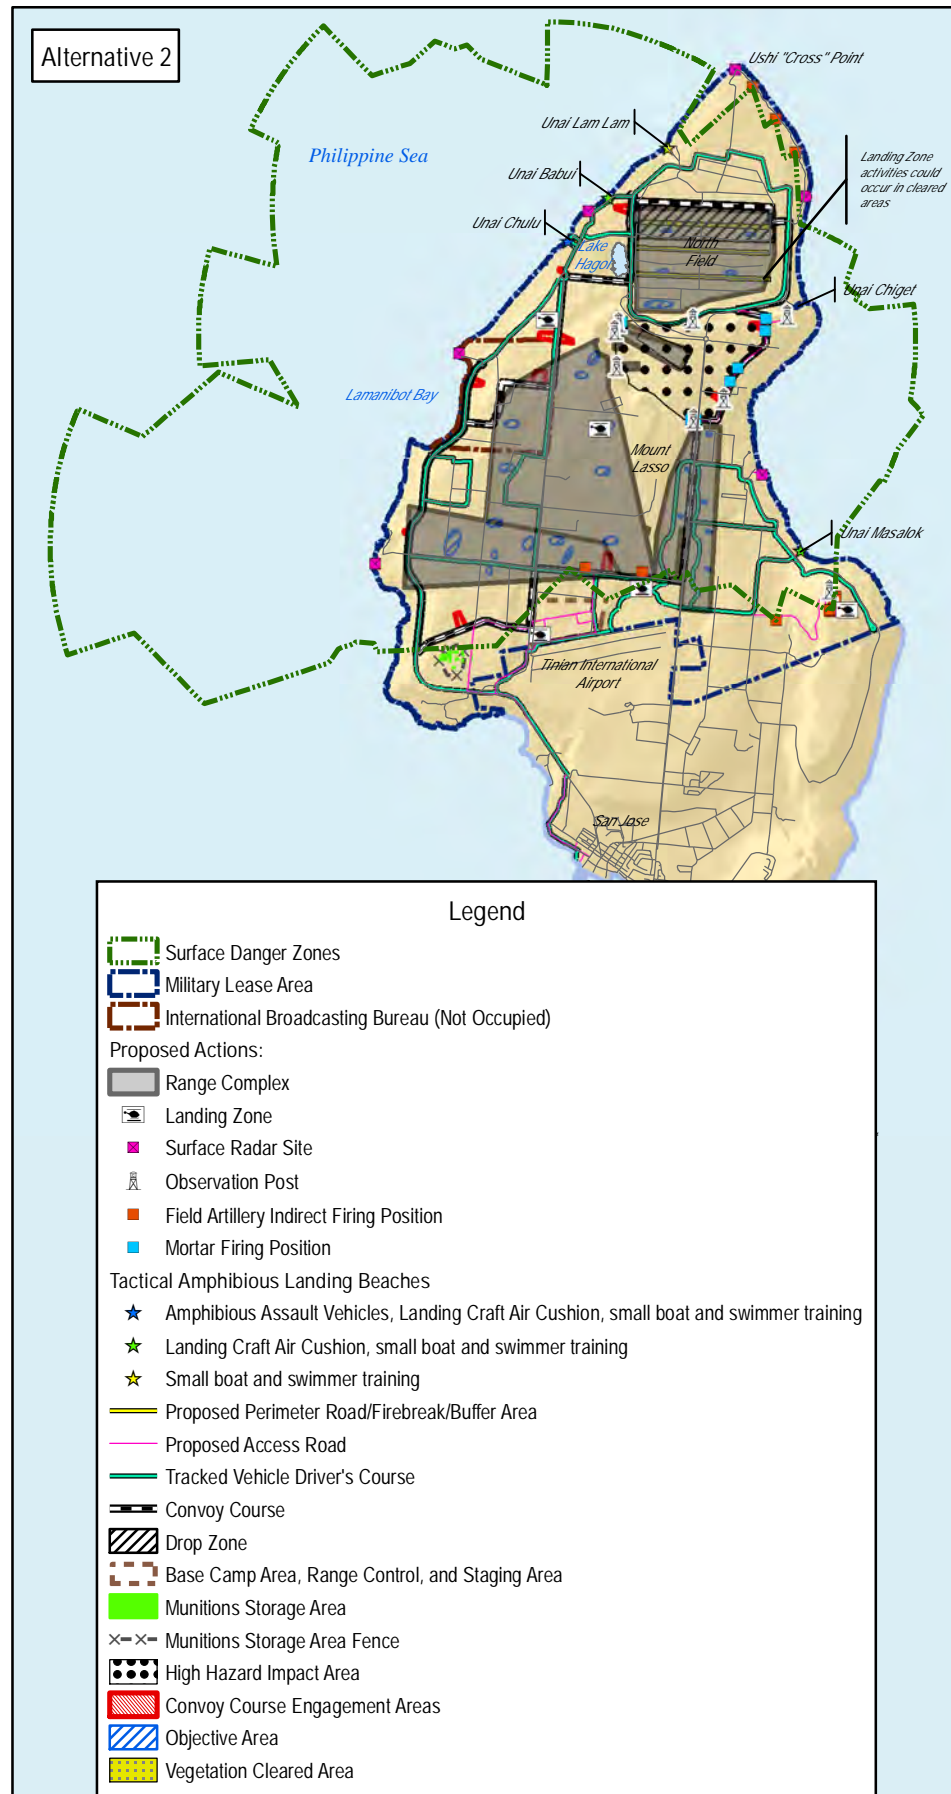 Alternative 2
Ushi "Cross" Point
Unai Lam Lam
Philippine Sea
Landing Zone
activities could
occur in cleared
areas
Unai Babui
Unai Chulu
Lake
Hagoi
North
Field
Unai Chiget
Lamanibot Bay
Mount
Lasso
Unai Masalok
Tinian International
Airport
San Jose
Legend
Surface Danger Zones
Military Lease Area
International Broadcasting Bureau (Not Occupied)
Proposed Actions:
Range Complex
Landing Zone
Surface Radar Site
Observation Post
Field Artillery Indirect Firing Position
Mortar Firing Position
Tactical Amphibious Landing Beaches
Amphibious Assault Vehicles, Landing Craft Air Cushion, small boat and swimmer training
Landing Craft Air Cushion, small boat and swimmer training
Small boat and swimmer training
Proposed Perimeter Road/Firebreak/Buffer Area
Proposed Access Road
Tracked Vehicle Driver's Course
Convoy Course
Drop Zone
Base Camp Area, Range Control, and Staging Area
Munitions Storage Area
Munitions Storage Area Fence
High Hazard Impact Area
Convoy Course Engagement Areas
Objective Area
Vegetation Cleared Area